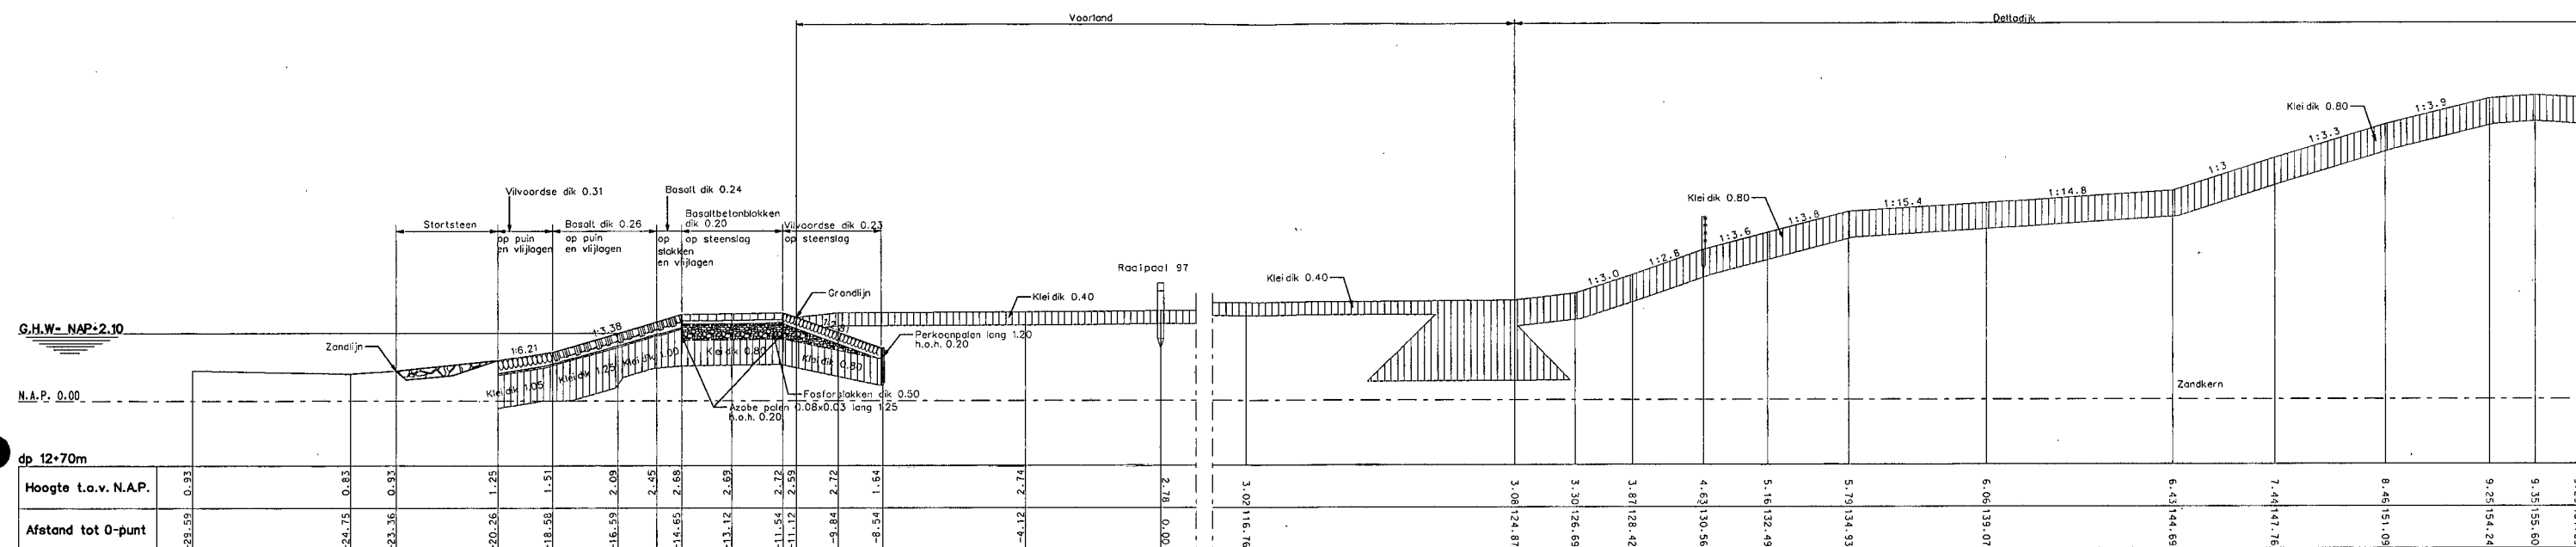 Voorland
Deltadijk
Vilvoordse dik 0.31
Basalt dik 0.24
Basaltbetonblokken
dik 0.20
Stortsteen
Basalt dik 0.26
Vilvoordse dik 0.23
op puin
en vlijlagen
op puin
en vlijlagen
op
slakken
en vlijlagen
op steenslag
op steenslag
Klei dik 0.80
1:3.9
1:3.3
1:3
1:14.8
1:15.4
1:3.8
1:3.6
1:2.8
1:3.0
Klei dik 0.80
Raaipaal 97
Klei dik 0.40
Klei dik 0.40
Grondlijn
G.H.W= NAP+2.10
Zandlijn
1:6.21
1:3.38
Perkoenpalen lang 1.20
h.o.h. 0.20
Klei dik 1.05
Klei dik 1.25
Klei dik 1.00
Klei dik 0.80
Klei dik 0.80
Fosforslakken dik 0.50
Azobe palen 0.08x0.03 lang 1.25
h.o.h. 0.20
N.A.P. 0.00
Zandkern
dp 12+70m
Hoogte t.o.v. N.A.P.
0.93 0.83 0.93 1.25 1.51 2.09 2.45 2.68 2.69 2.72 2.59 2.72 1.64 2.74 2.78 3.02 3.08 3.30 3.87 4.63 5.16 5.79 6.06 6.43 7.44 8.46 9.25 9.35
Afstand tot 0-punt
-29.59 -24.75 -23.36 -20.26 -18.58 -16.59 -14.65 -13.12 -11.54 -11.12 -9.84 -8.54 -4.12 0.00 116.76 124.87 126.69 128.42 130.56 132.49 134.93 139.07 144.69 147.76 151.09 154.24 155.60